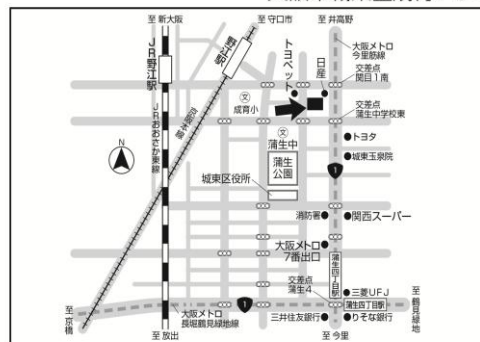 至 新大阪
至 守口市
至 井高野
JR野江駅
野江駅
トヨペット
日産
大阪メトロ
今里筋線
交差点
関目1南
文
成育小
交差点
蒲生中学校東
文
蒲生中
JRおおさか東線
京阪本線
N
蒲生
公園
トヨタ
城東玉泉院
1
城東区役所
消防署
関西スーパー
大阪メトロ
7番出口
蒲生四丁目駅
交差点
蒲生4
三菱UFJ
蒲生四丁目駅
至 鶴見緑地
至 京橋
大阪メトロ
長堀鶴見緑地線
1
三井住友銀行
りそな銀行
至 放出
至 今里